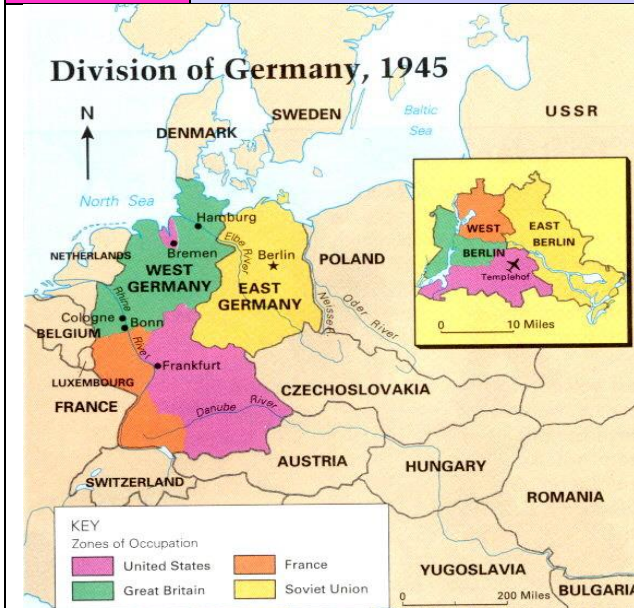 Division of Germany, 1945
N
SWEDEN
Baltic
Sea
USSR
DENMARK
North Sea
Hamburg
Elbe River
NETHERLANDS
Bremen
Berlin
POLAND
WEST
GERMANY
EAST
GERMANY
Rhine
River
Neisse
Oder River
Cologne
Bonn
BELGIUM
Frankfurt
LUXEMBOURG
FRANCE
CZECHOSLOVAKIA
Danube River
AUSTRIA
HUNGARY
SWITZERLAND
ROMANIA
YUGOSLAVIA
BULGARIA
WEST
BERLIN
EAST
BERLIN
Templehof
0 10 Miles
KEY
Zones of Occupation
United States
France
Great Britain
Soviet Union
0 200 Miles